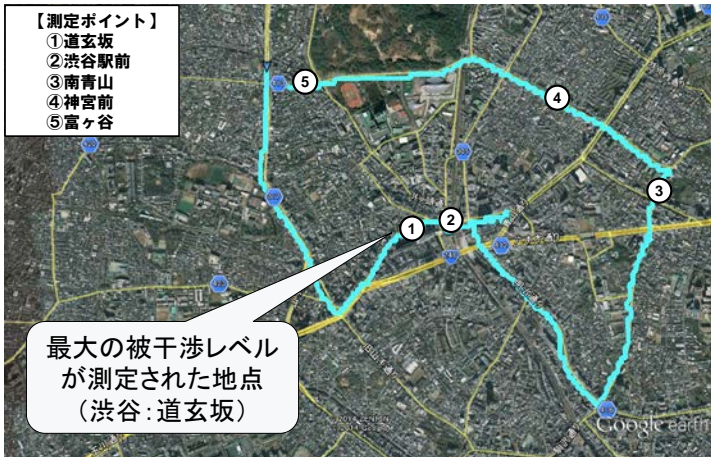 【測定ポイント】
①道玄坂
②渋谷駅前
③南青山
④神宮前
⑤富ヶ谷
⑤
④
③
①
②
最大の被干渉レベル
が測定された地点
（渋谷：道玄坂）
Google earth